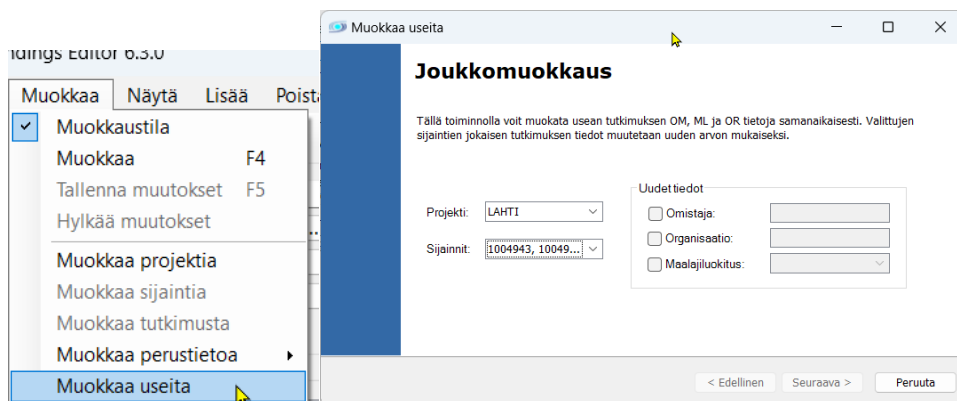 Editor 6.3.0
Muokkaa Näytä Lisää
Muokkaustila
Muokkaa F4
Tallenna muutokset F5
Hylkää muutokset
Muokkaa projektia
Muokkaa sijaintia
Muokkaa tutkimusta
Muokkaa perustietoa
Muokkaa useita
Muokkaa useita
Joukkomuokkaus
Tällä toiminnolla voit muokata usean tutkimuksen OM, ML ja OR tietoja samanaikaisesti. Valittujen
sijaintien jokaisen tutkimuksen tiedot muutetaan uuden arvon mukaiseksi.
Projekti: LAHTI
Sijainnit: 1004943, 10049...
Uudet tiedot
Omistaja:
Organisaatio:
Maalajiluokitus:
< Edellinen Seuraava > Peruuta